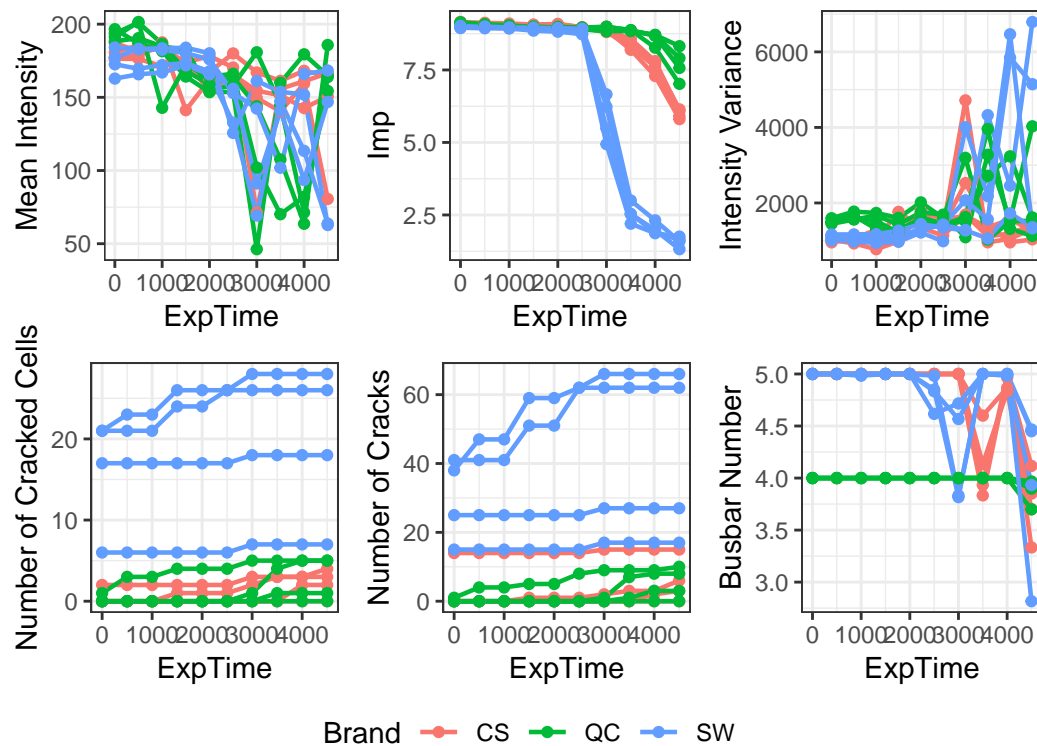 Mean Intensity
200
150
100
50
0 1000 2000 3000 4000
ExpTime
Imp
7.5
5.0
2.5
0 1000 2000 3000 4000
ExpTime
Intensity Variance
6000
4000
2000
0 1000 2000 3000 4000
ExpTime
Number of Cracked Cells
20
10
0
0 1000 2000 3000 4000
ExpTime
Number of Cracks
60
40
20
0
0 1000 2000 3000 4000
ExpTime
Busbar Number
5.0
4.5
4.0
3.5
3.0
0 1000 2000 3000 4000
ExpTime
Brand CS QC SW